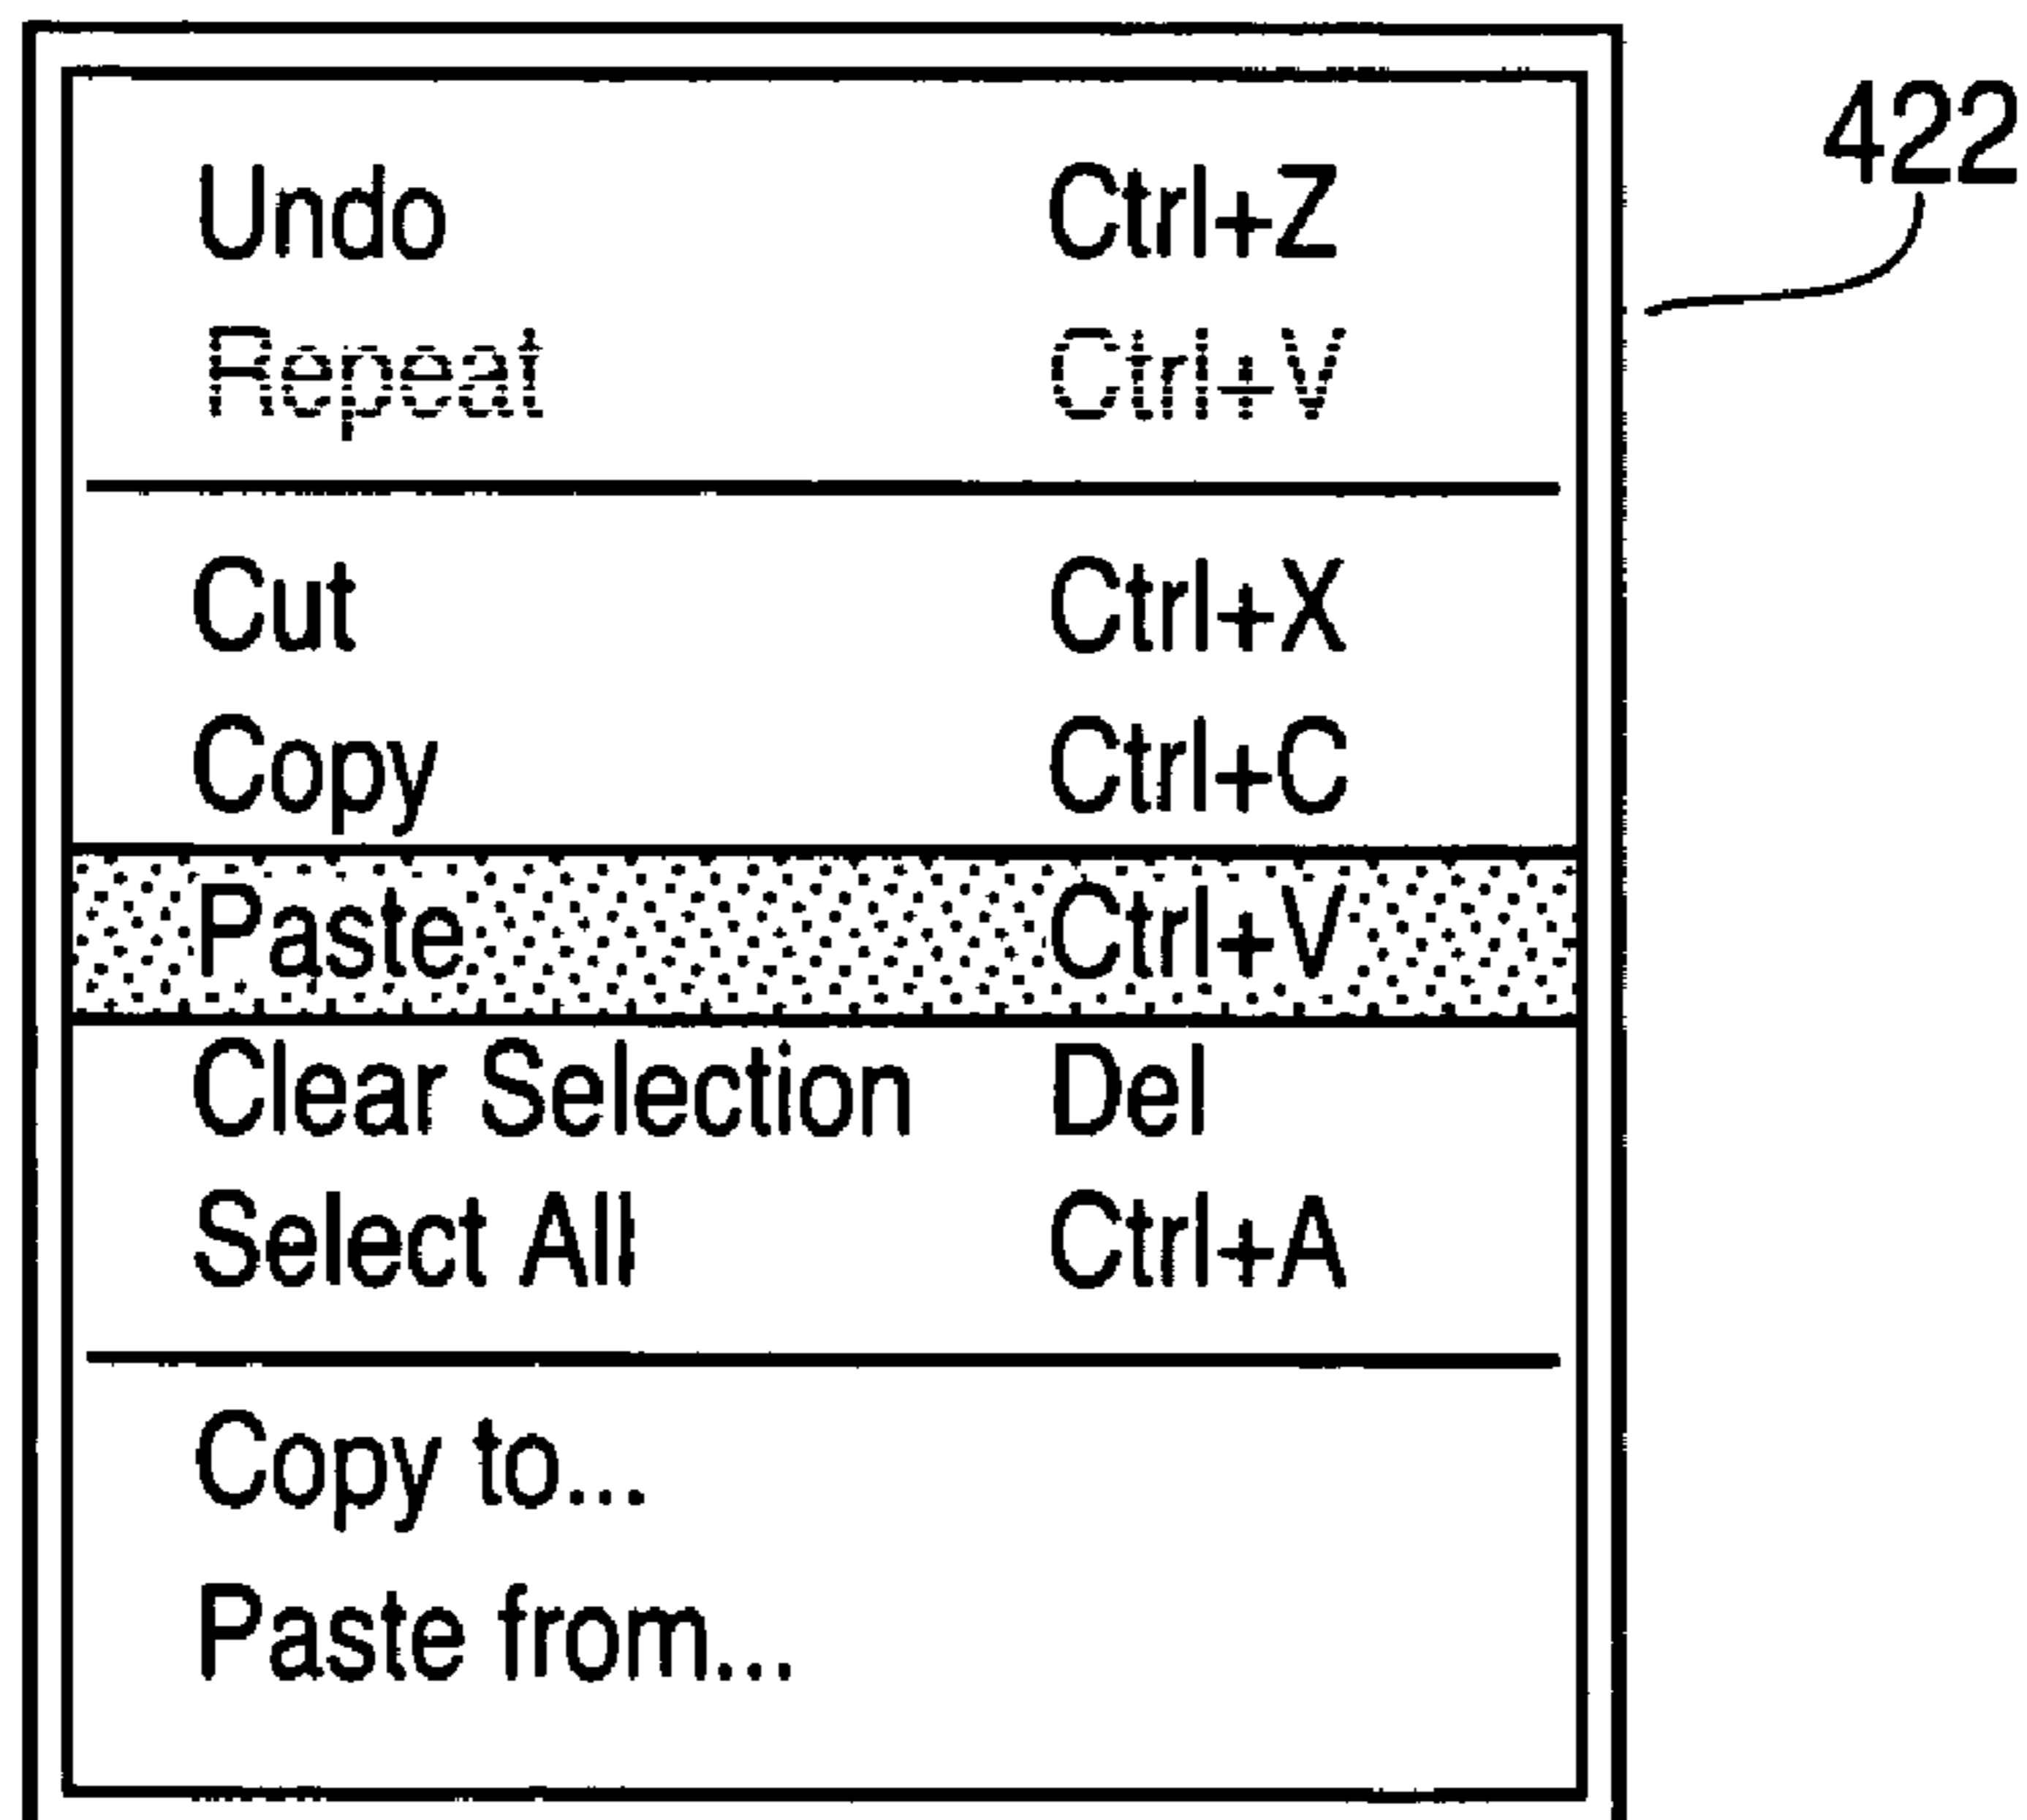 422
Undo Ctrl+Z
Repeat Ctrl+V
Cut Ctrl+X
Copy Ctrl+C
Paste Ctrl+V
Clear Selection Del
Select All Ctrl+A
Copy to...
Paste from...